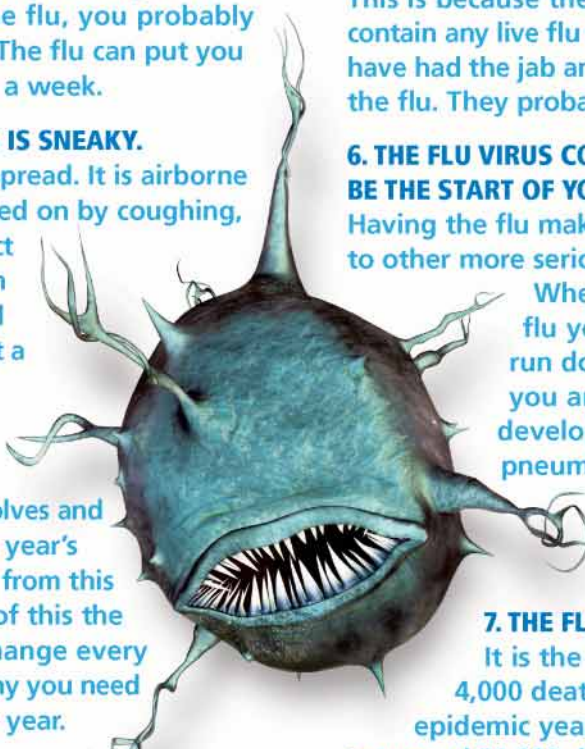 e flu, you probably
The flu can put you
a week.
IS SNEAKY.
pread. It is airborne
ed on by coughing,
ct
t a
olves and
year's
from this
of this the
hange every
hy you need
year.
This is because the
contain any live flu
have had the jab an
the flu. They proba
6. THE FLU VIRUS CO
BE THE START OF YO
Having the flu mak
to other more serio
Whe
flu yo
run do
you ar
develo
pneum
7. THE FL
It is the
4,000 death
epidemic yea